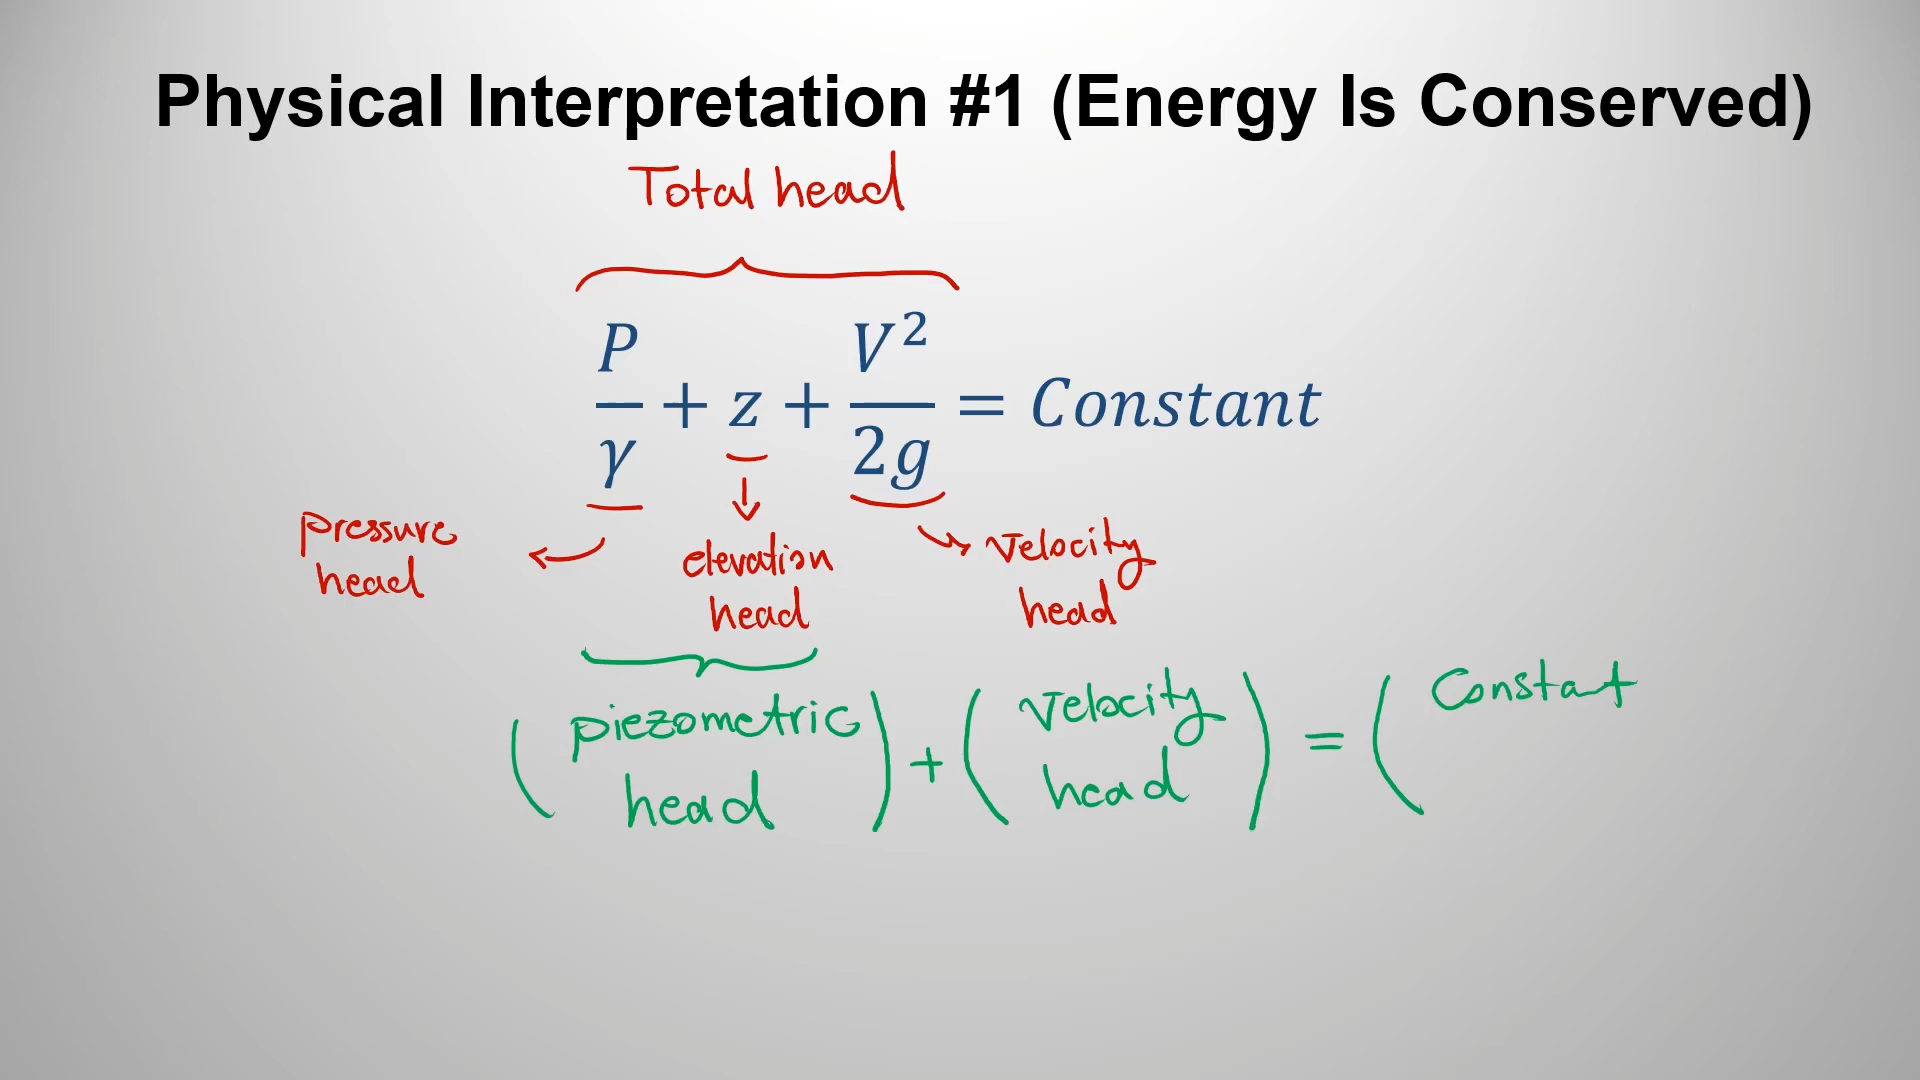 Physical Interpretation #1 (Energy Is Conserved)
Total head
P/γ + z + V²/2g = Constant
pressure
head
elevation
head
velocity
head
(piezometric head) + (velocity head) = (Constant